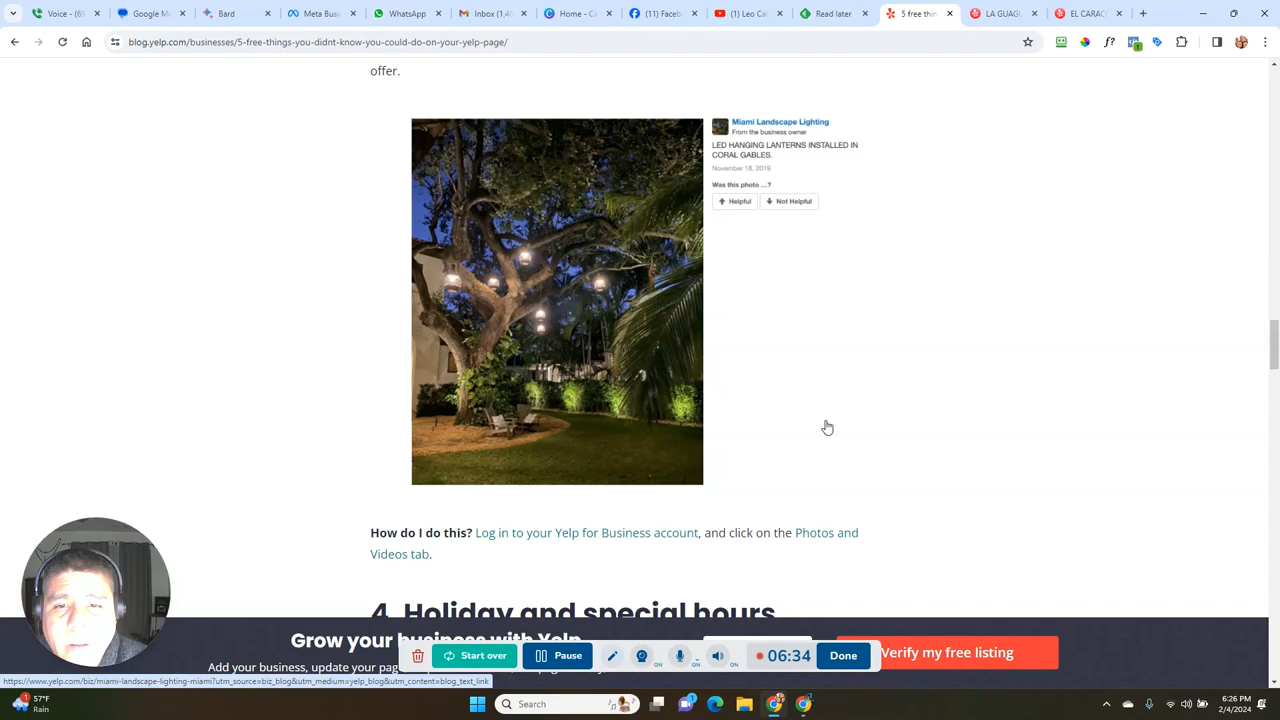 Voice - (69
Google M
Bard
Meta Busi
WhatsApp
Inbox (1,4
Home - C
(11) Faceb
(1) (Leo Cal
Read later
5 free thin
LA GUAG
EL CARAC
blog.yelp.com/businesses/5-free-things-you-didnt-know-you-could-do-on-your-yelp-page/
offer.
Miami Landscape Lighting
From the business owner
LED HANGING LANTERNS INSTALLED IN
CORAL GABLES.
November 18, 2019
Was this photo ...?
Helpful
Not Helpful
How do I do this? Log in to your Yelp for Business account, and click on the Photos and
Videos tab.
4. Holiday and special hours
Grow your business with Yelp
Verify my free listing
Add your business, update your pag
Start over
Pause
ON
ON
ON
06:34
Done
https://www.yelp.com/biz/miami-landscape-lighting-miami?utm_source=biz_blog&utm_medium=yelp_blog&utm_content=blog_text_link
57°F
Rain
Search
6:26 PM
2/4/2024